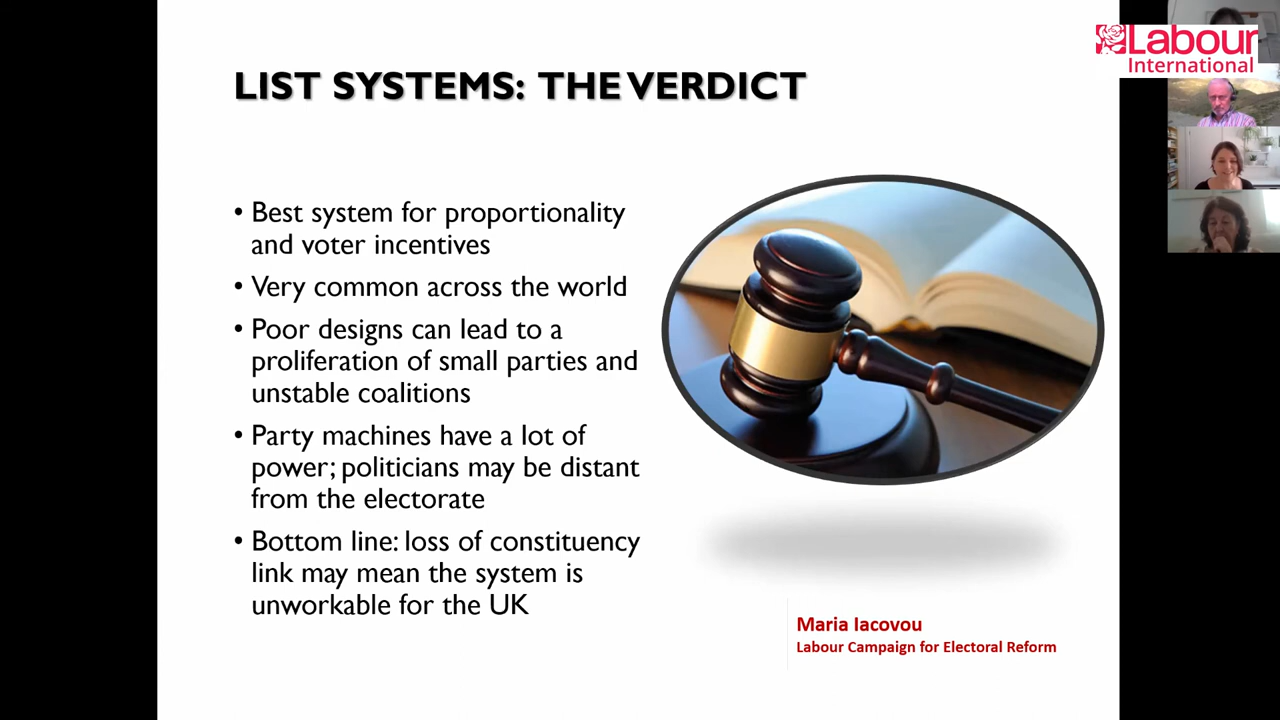 Labour
International
LIST SYSTEMS: THE VERDICT
• Best system for proportionality
and voter incentives
• Very common across the world
• Poor designs can lead to a
proliferation of small parties and
unstable coalitions
• Party machines have a lot of
power; politicians may be distant
from the electorate
• Bottom line: loss of constituency
link may mean the system is
unworkable for the UK
Maria Iacovou
Labour Campaign for Electoral Reform